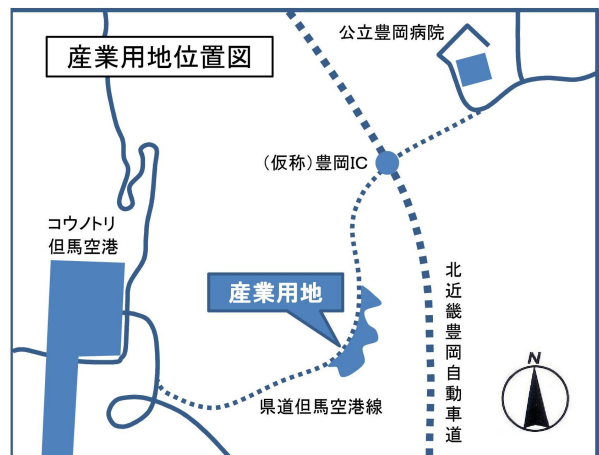 産業用地位置図
公立豊岡病院
（仮称）豊岡IC
コウノトリ
但馬空港
産業用地
北近畿豊岡自動車道
県道但馬空港線
N